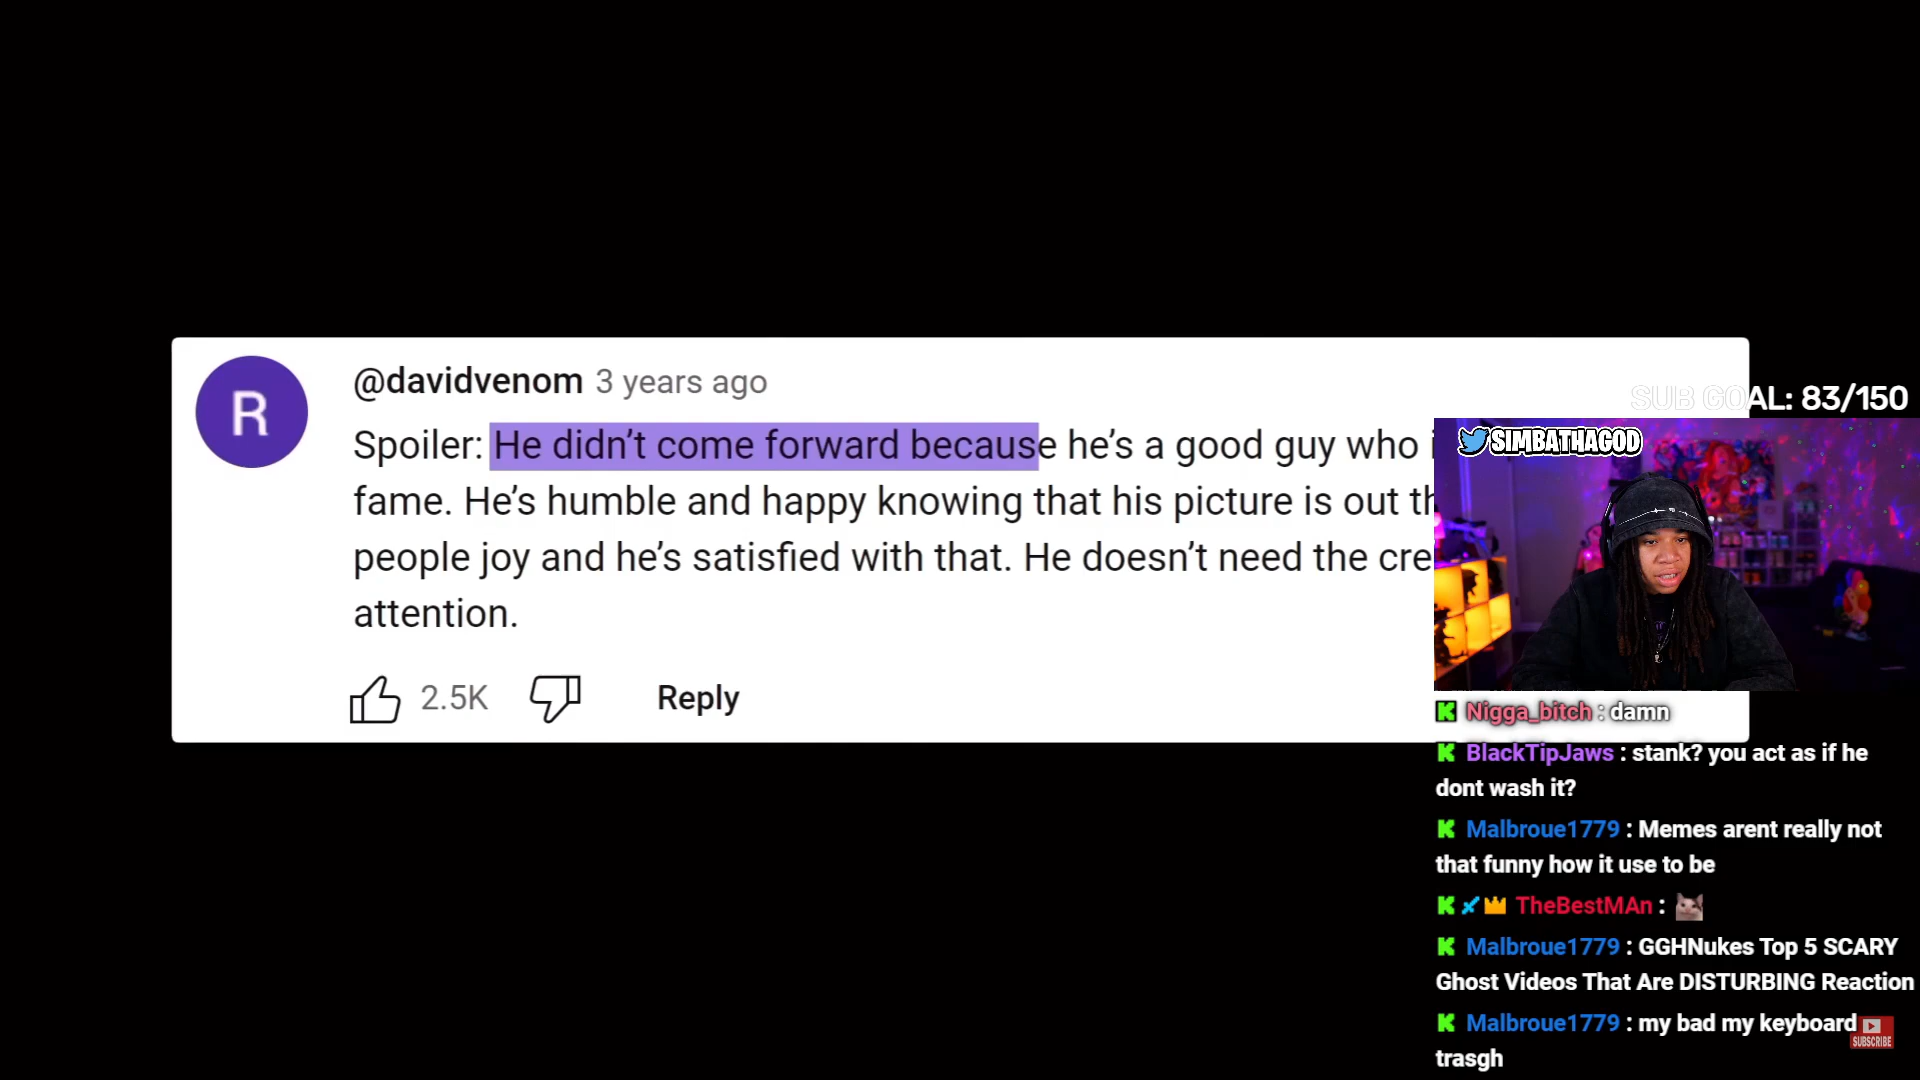 @davidvenom 3 years ago
R
Spoiler: He didn’t come forward because he’s a good guy who
fame. He’s humble and happy knowing that his picture is out
people joy and he’s satisfied with that. He doesn’t need the
attention.
2.5K Reply
SUB GOAL: 83/150
SIMBATHAGOD
K Nigga_bitch : damn
K BlackTipJaws : stank? you act as if he
dont wash it?
K Malbroue1779 : Memes arent really not
that funny how it use to be
K TheBestMAn :
K Malbroue1779 : GGHNukes Top 5 SCARY
Ghost Videos That Are DISTURBING Reaction
K Malbroue1779 : my bad my keyboard
trasgh
SUBSCRIBE